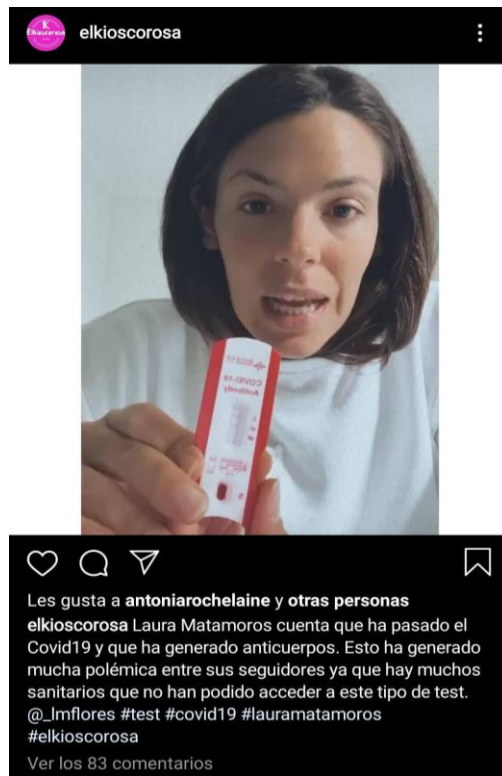 K
Elkioscorosa
elkioscorosa
COVID-19
Antibody
Les gusta a antoniarochelaine y otras personas
elkioscorosa Laura Matamoros cuenta que ha pasado el
Covid19 y que ha generado anticuerpos. Esto ha generado
mucha polémica entre sus seguidores ya que hay muchos
sanitarios que no han podido acceder a este tipo de test.
@_lmflores #test #covid19 #lauramatamoros
#elkioscorosa
Ver los 83 comentarios